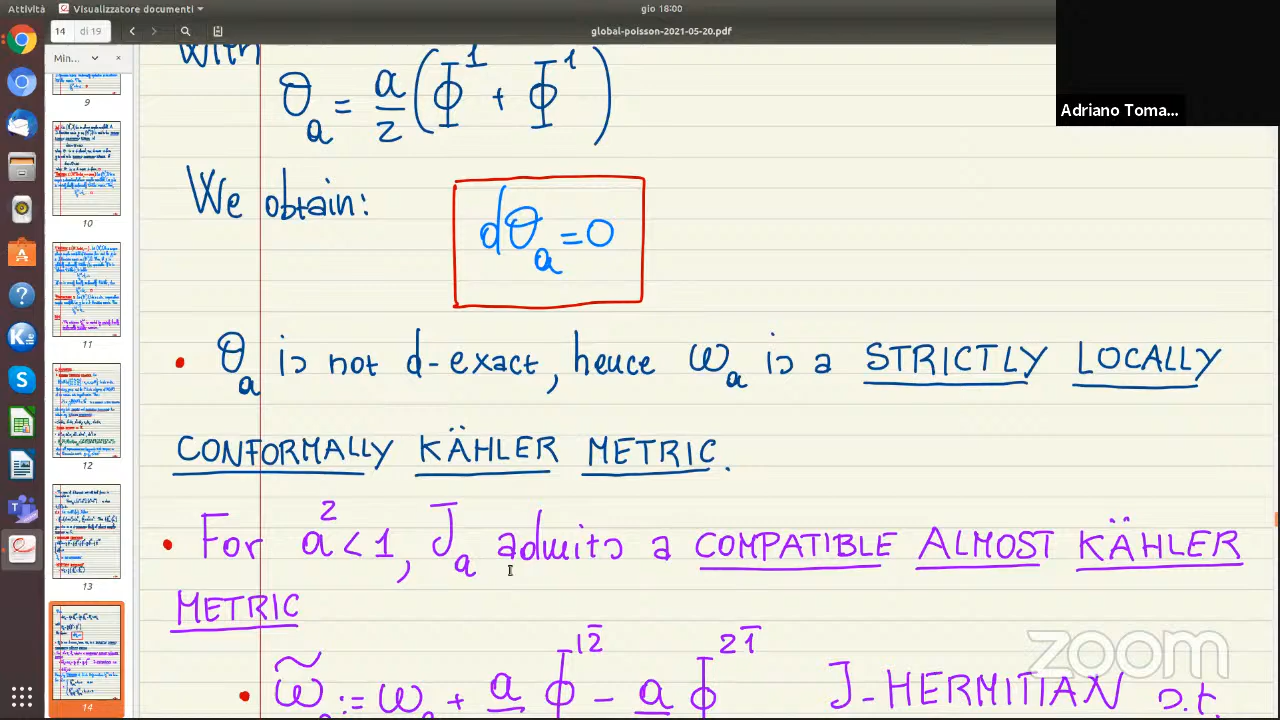 Attività
Visualizzatore documenti
gio 18:00
14 di 19
global-poisson-2021-05-20.pdf
Min...
9
10
11
12
13
14
Adriano Toma...
With
θ_a = a/2 (Φ^1 + Φ^1̄)
We obtain:
dθ_a = 0
• θ_a is not d-exact, hence ω_a is a STRICTLY LOCALLY
CONFORMALLY KÄHLER METRIC.
• For a^2 < 1, J_a admits a COMPATIBLE ALMOST KÄHLER
METRIC
• ω̃_a := ω_a + a Φ^{12̄} - a Φ^{21̄} J-HERMITIAN s.t.
zoom